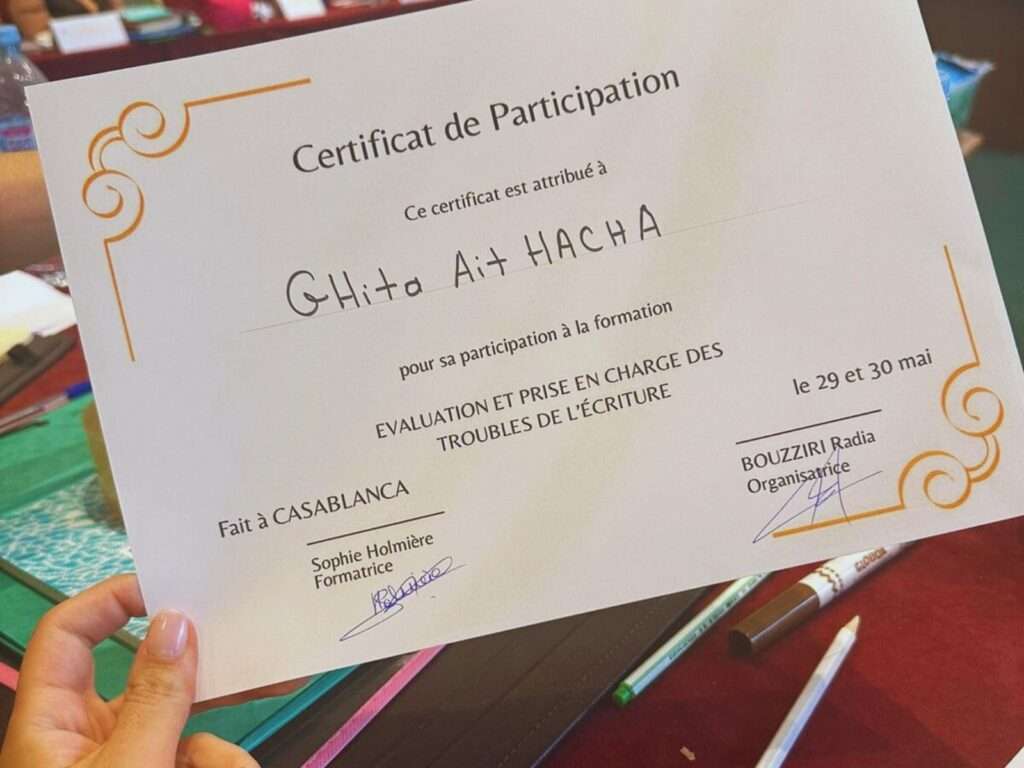 Certificat de Participation
Ce certificat est attribué à
GHita Ait HACHA
pour sa participation à la formation
EVALUATION ET PRISE EN CHARGE DES
TROUBLES DE L'ÉCRITURE
le 29 et 30 mai
Fait à CASABLANCA
BOUZZIRI Radia
Organisatrice
Sophie Holmière
Formatrice